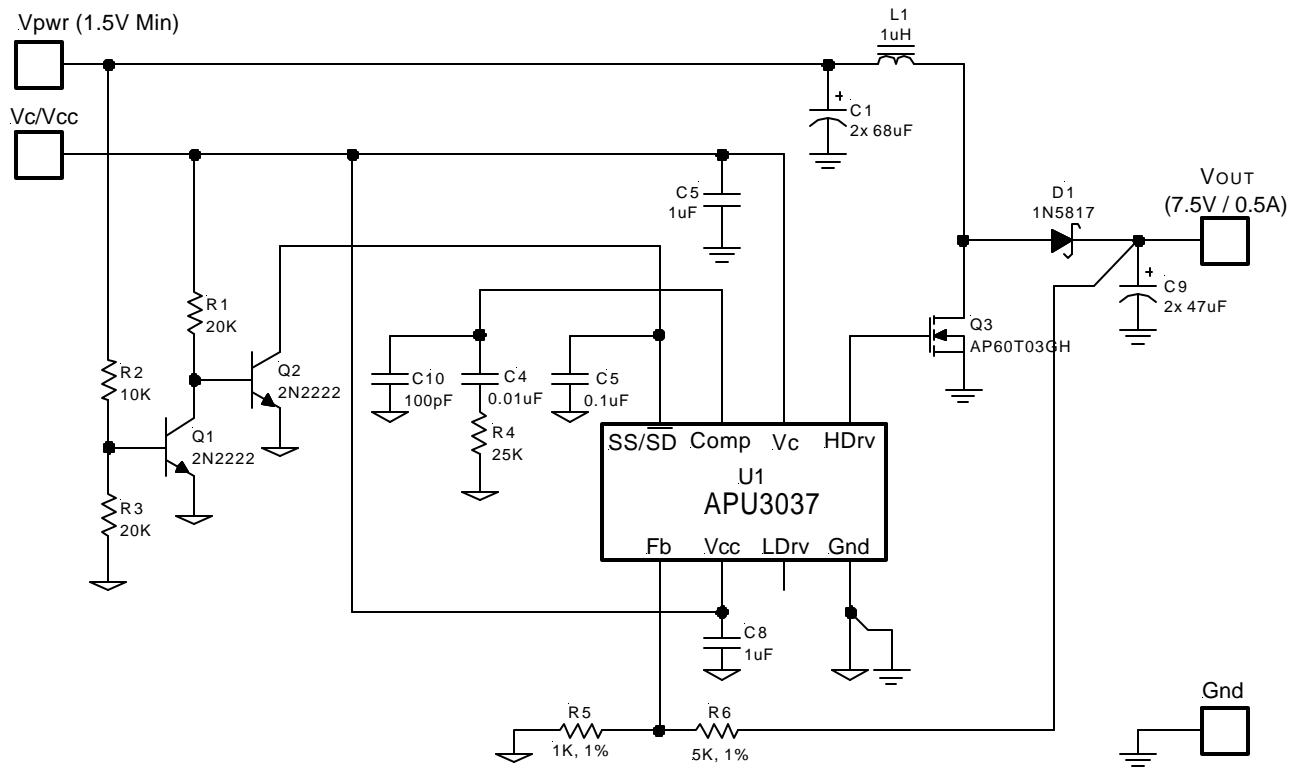 Vpwr (1.5V Min)
L1
1uH
Vc/Vcc
C1
2x 68uF
C5
1uF
D1
1N5817
VOUT
(7.5V / 0.5A)
C9
2x 47uF
R1
20K
Q3
AP60T03GH
R2
10K
Q2
2N2222
C10
100pF
C4
0.01uF
C5
0.1uF
Q1
2N2222
R4
25K
SS/SD Comp Vc HDrv
U1
APU3037
R3
20K
Fb Vcc LDrv Gnd
C8
1uF
Gnd
R5
1K, 1%
R6
5K, 1%